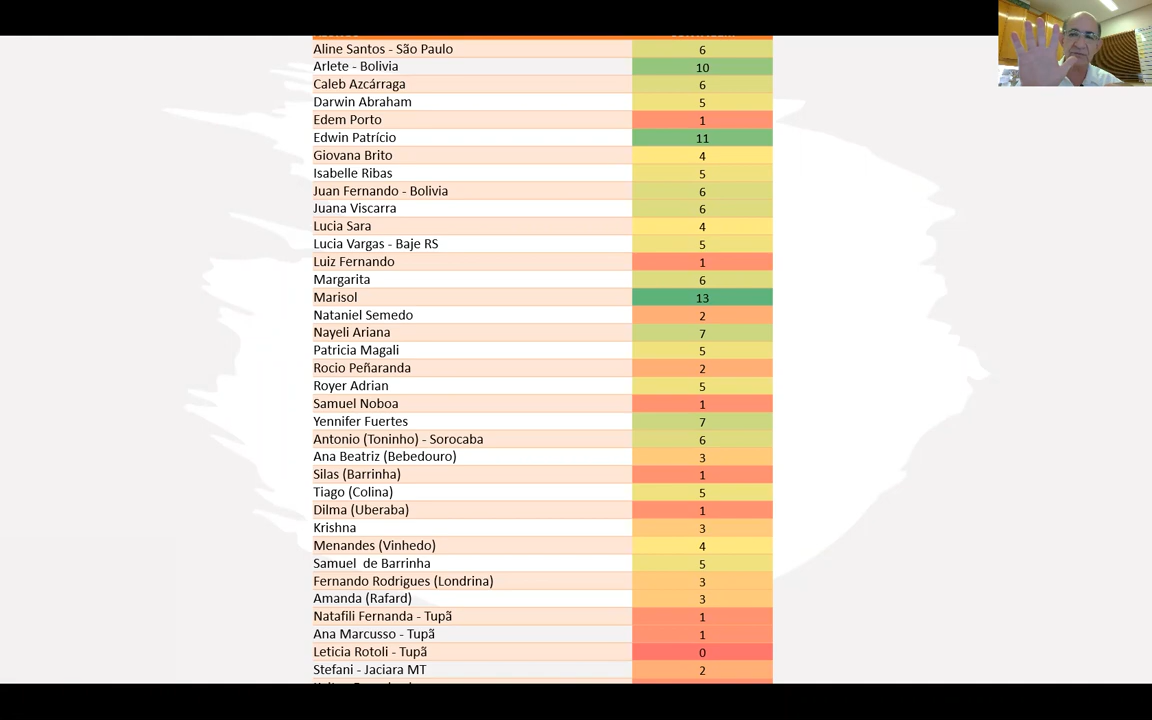 Aline Santos - São Paulo 6
Arlete - Bolivia 10
Caleb Azcárraga 6
Darwin Abraham 5
Edem Porto 1
Edwin Patrício 11
Giovana Brito 4
Isabelle Ribas 5
Juan Fernando - Bolivia 6
Juana Viscarra 6
Lucia Sara 4
Lucia Vargas - Baje RS 5
Luiz Fernando 1
Margarita 6
Marisol 13
Nataniel Semedo 2
Nayeli Ariana 7
Patricia Magali 5
Rocio Peñaranda 2
Royer Adrian 5
Samuel Noboa 1
Yennifer Fuertes 7
Antonio (Toninho) - Sorocaba 6
Ana Beatriz (Bebedouro) 3
Silas (Barrinha) 1
Tiago (Colina) 5
Dilma (Uberaba) 1
Krishna 3
Menandes (Vinhedo) 4
Samuel  de Barrinha 5
Fernando Rodrigues (Londrina) 3
Amanda (Rafard) 3
Natafili Fernanda - Tupã 1
Ana Marcusso - Tupã 1
Leticia Rotoli - Tupã 0
Stefani - Jaciara MT 2